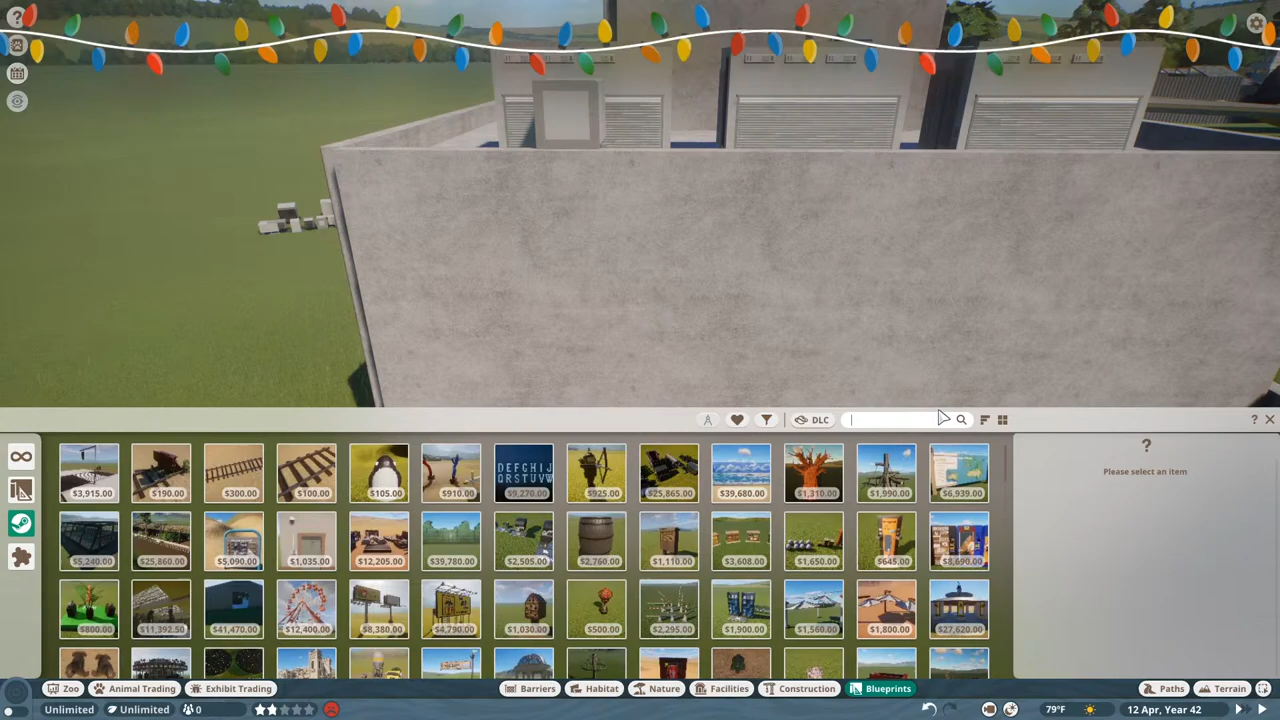 DLC
?
?
Please select an item
$3,915.00 $190.00 $300.00 $100.00 $105.00 $910.00 $9,270.00 $925.00 $25,865.00 $39,680.00 $1,310.00 $1,990.00 $6,939.00
$5,240.00 $25,860.00 $5,090.00 $1,035.00 $12,205.00 $39,780.00 $2,505.00 $2,760.00 $1,110.00 $3,608.00 $1,650.00 $645.00 $8,690.00
$800.00 $11,392.50 $41,470.00 $12,400.00 $8,380.00 $4,790.00 $1,030.00 $500.00 $2,295.00 $1,900.00 $1,560.00 $1,800.00 $27,620.00
Zoo Animal Trading Exhibit Trading Barriers Habitat Nature Facilities Construction Blueprints Paths Terrain
Unlimited Unlimited 0 79°F 12 Apr, Year 42